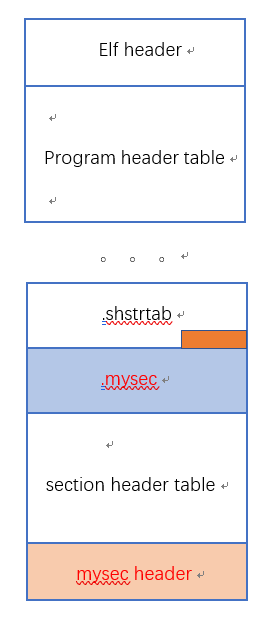 Elf header
Program header table
。。。
.shstrtab
.mysec
section header table
mysec header